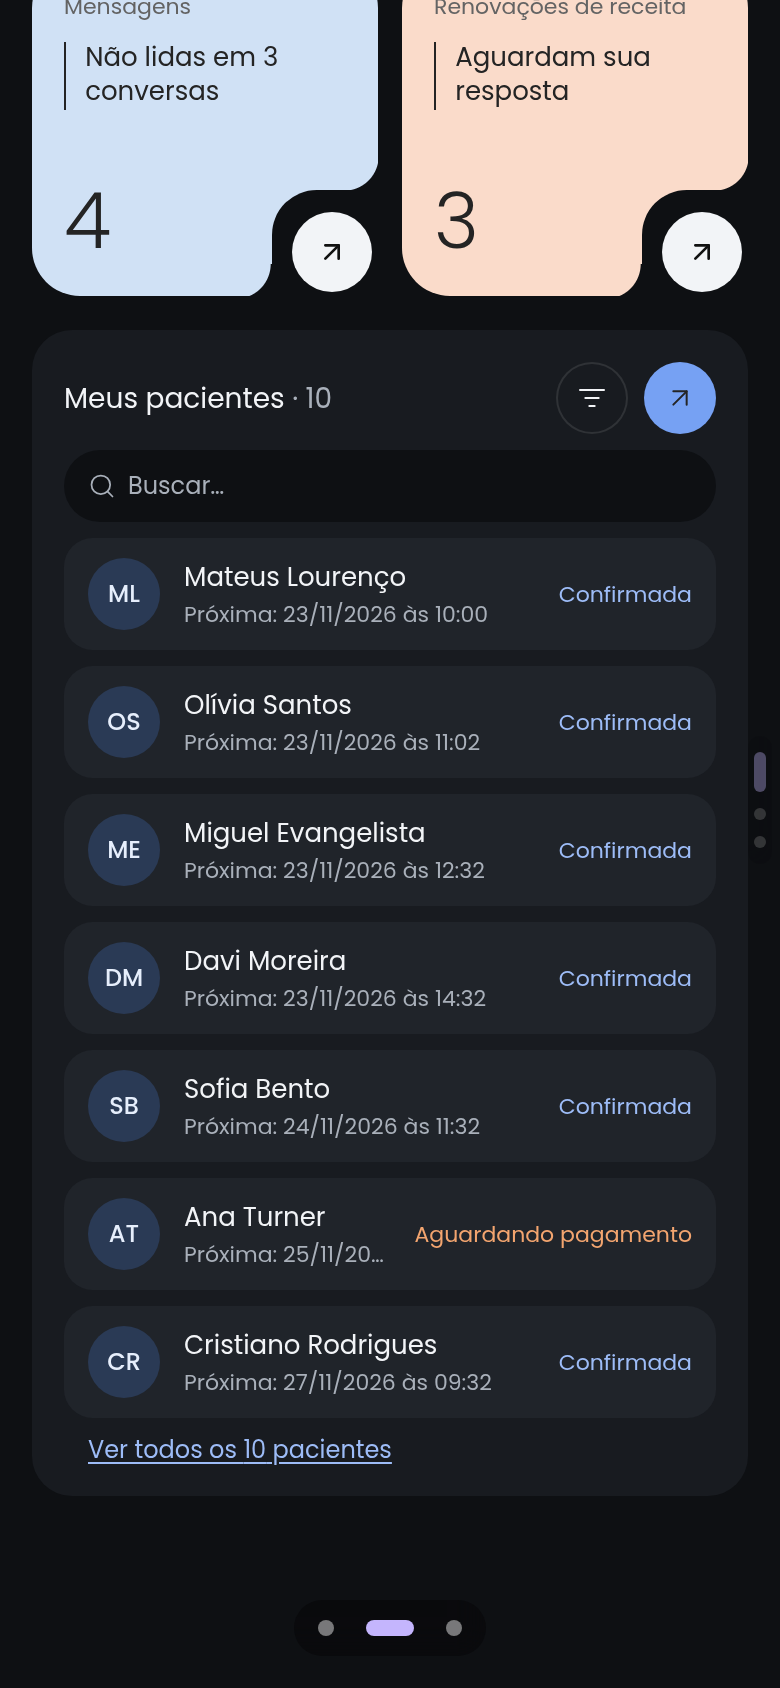 Mensagens
Não lidas em 3
conversas
4
Renovações de receita
Aguardam sua
resposta
3
Meus pacientes · 10
Buscar...
ML
Mateus Lourenço
Próxima: 23/11/2026 às 10:00
Confirmada
OS
Olívia Santos
Próxima: 23/11/2026 às 11:02
Confirmada
ME
Miguel Evangelista
Próxima: 23/11/2026 às 12:32
Confirmada
DM
Davi Moreira
Próxima: 23/11/2026 às 14:32
Confirmada
SB
Sofia Bento
Próxima: 24/11/2026 às 11:32
Confirmada
AT
Ana Turner
Próxima: 25/11/20...
Aguardando pagamento
CR
Cristiano Rodrigues
Próxima: 27/11/2026 às 09:32
Confirmada
Ver todos os 10 pacientes